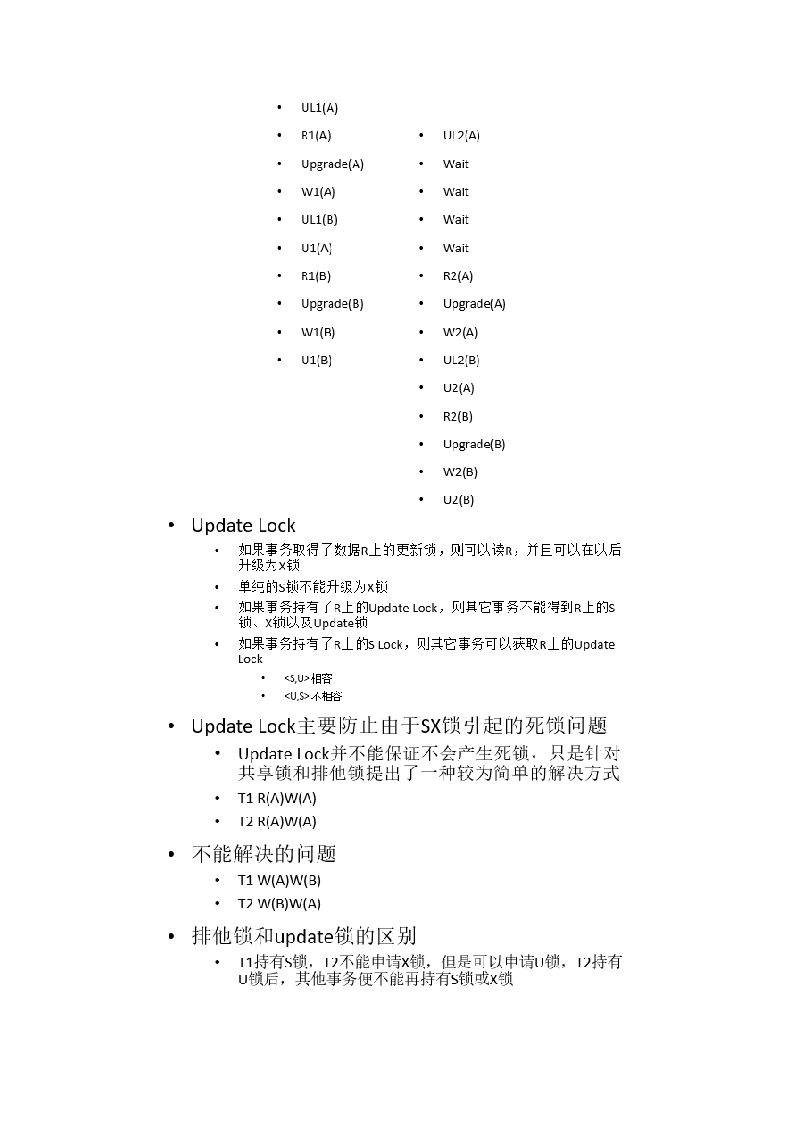 • UL1(A)
• R1(A) • UL2(A)
• Upgrade(A) • Wait
• W1(A) • Wait
• UL1(B) • Wait
• U1(A) • Wait
• R1(B) • R2(A)
• Upgrade(B) • Upgrade(A)
• W1(B) • W2(A)
• U1(B) • UL2(B)
• U2(A)
• R2(B)
• Upgrade(B)
• W2(B)
• U2(B)
• Update Lock
• 如果事务取得了数据R上的更新锁，则可以读R，并且可以在以后
升级为X锁
• 单纯的S锁不能升级为X锁
• 如果事务持有了R上的Update Lock，则其它事务不能得到R上的S
锁、X锁以及Update锁
• 如果事务持有了R上的S Lock，则其它事务可以获取R上的Update
Lock
• <S,U>相容
• <U,S>不相容
• Update Lock主要防止由于SX锁引起的死锁问题
• Update Lock并不能保证不会产生死锁，只是针对
共享锁和排他锁提出了一种较为简单的解决方式
• T1 R(A)W(A)
• T2 R(A)W(A)
• 不能解决的问题
• T1 W(A)W(B)
• T2 W(B)W(A)
• 排他锁和update锁的区别
• T1持有S锁，T2不能申请X锁，但是可以申请U锁，T2持有
U锁后，其他事务便不能再持有S锁或X锁